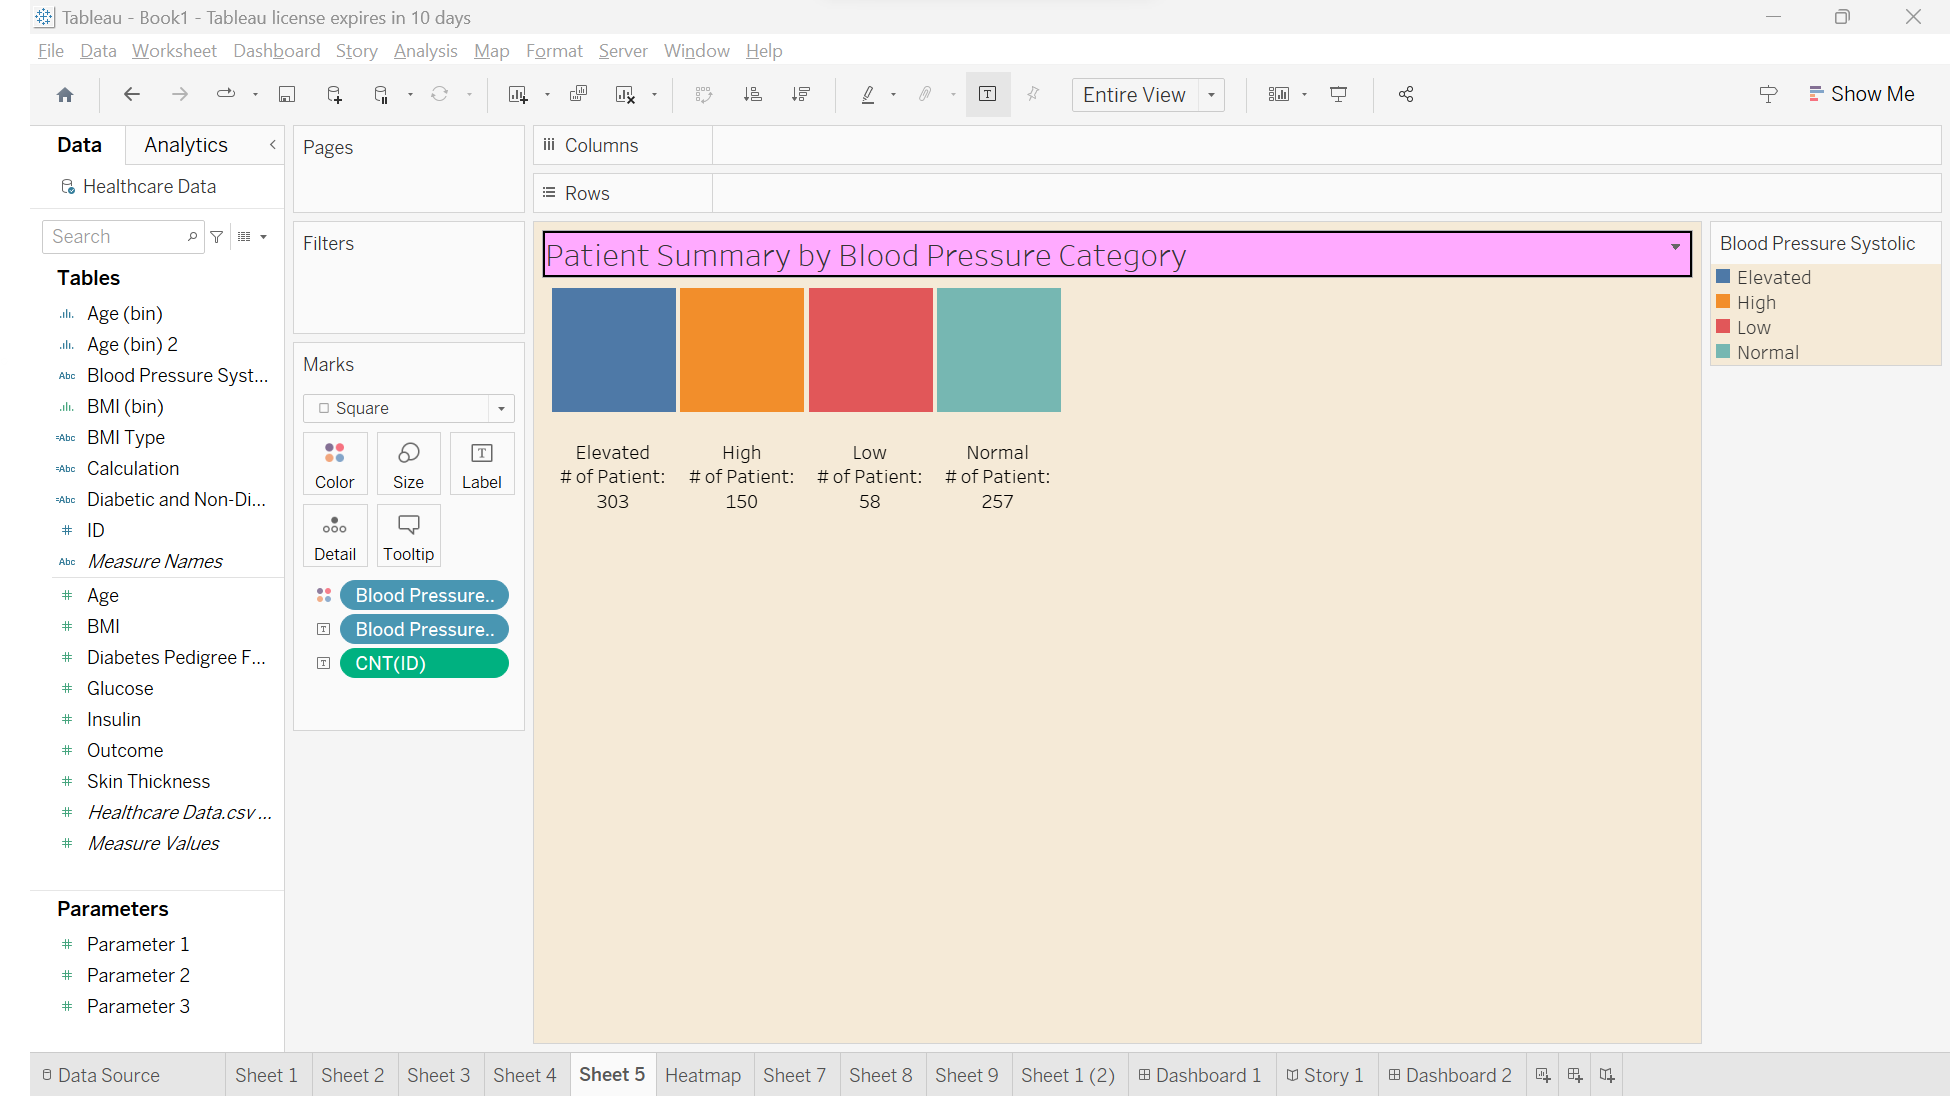 Tableau - Book1 - Tableau license expires in 10 days
File Data Worksheet Dashboard Story Analysis Map Format Server Window Help
Entire View
Show Me
Data
Analytics
Healthcare Data
Search
Tables
Age (bin)
Age (bin) 2
Abc Blood Pressure Syst...
BMI (bin)
=Abc BMI Type
=Abc Calculation
=Abc Diabetic and Non-Di...
# ID
Abc Measure Names
# Age
# BMI
# Diabetes Pedigree F...
# Glucose
# Insulin
# Outcome
# Skin Thickness
# Healthcare Data.csv ...
# Measure Values
Parameters
# Parameter 1
# Parameter 2
# Parameter 3
Pages
Filters
Marks
Square
Color
Size
Label
Detail
Tooltip
Blood Pressure..
Blood Pressure..
CNT(ID)
Columns
Rows
Patient Summary by Blood Pressure Category
Elevated
# of Patient:
303
High
# of Patient:
150
Low
# of Patient:
58
Normal
# of Patient:
257
Blood Pressure Systolic
Elevated
High
Low
Normal
Data Source
Sheet 1
Sheet 2
Sheet 3
Sheet 4
Sheet 5
Heatmap
Sheet 7
Sheet 8
Sheet 9
Sheet 1 (2)
Dashboard 1
Story 1
Dashboard 2